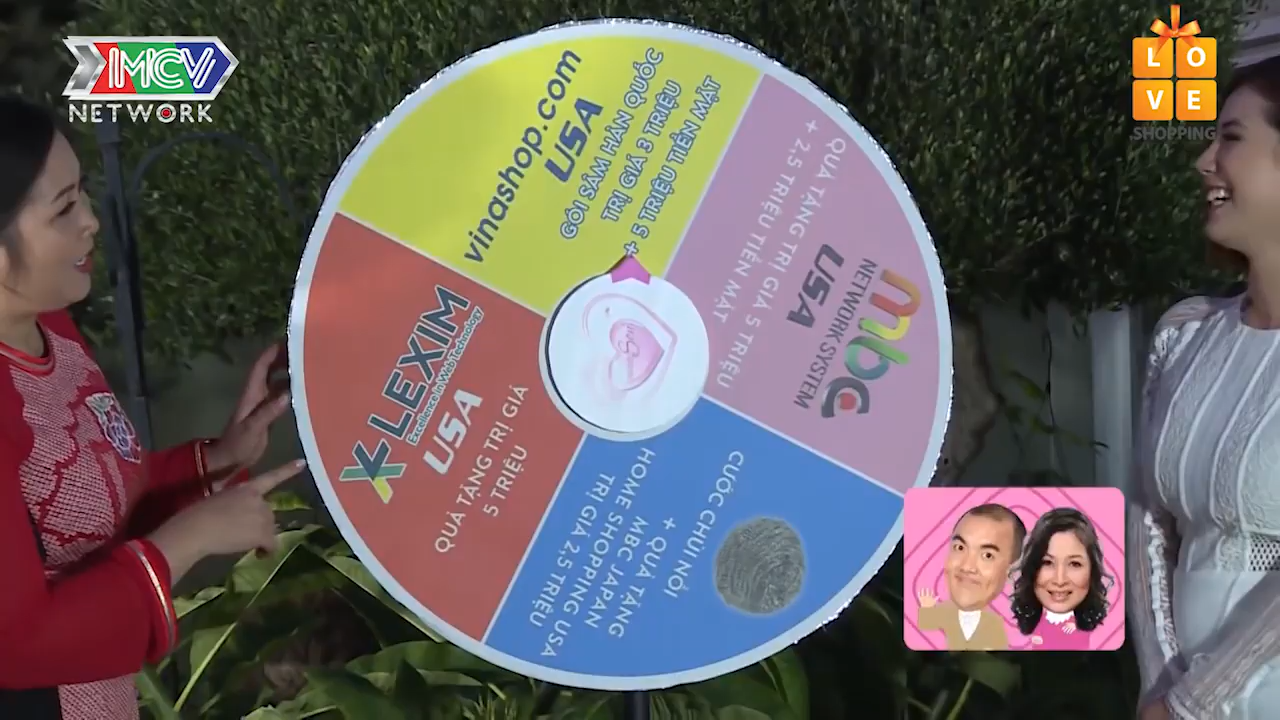 MCV
NETWORK
LOVE
SHOPPING
vinashop.com
USA
GÓI SÂM HÀN QUỐC
TRỊ GIÁ 3 TRIỆU
+ 5 TRIỆU TIỀN MẶT
mbc
NETWORK SYSTEM
USA
QUÀ TẶNG TRỊ GIÁ 5 TRIỆU
+ 2,5 TRIỆU TIỀN MẶT
LEXIM
Excellence in Web Technology
USA
QUÀ TẶNG TRỊ GIÁ
5 TRIỆU
CƯỚC CHÙI NỒI
+ QUÀ TẶNG
MBC JAPAN
HOME SHOPPING USA
TRỊ GIÁ 2,5 TRIỆU